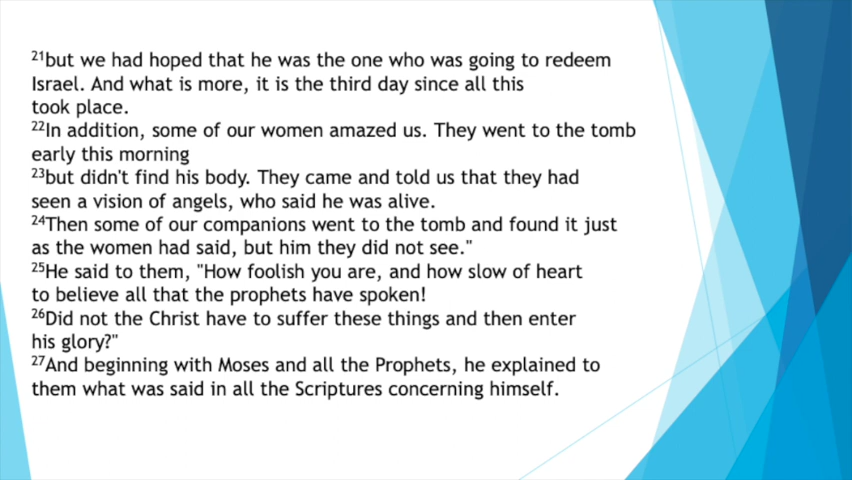 21but we had hoped that he was the one who was going to redeem
Israel. And what is more, it is the third day since all this
took place.
22In addition, some of our women amazed us. They went to the tomb
early this morning
23but didn't find his body. They came and told us that they had
seen a vision of angels, who said he was alive.
24Then some of our companions went to the tomb and found it just
as the women had said, but him they did not see."
25He said to them, "How foolish you are, and how slow of heart
to believe all that the prophets have spoken!
26Did not the Christ have to suffer these things and then enter
his glory?"
27And beginning with Moses and all the Prophets, he explained to
them what was said in all the Scriptures concerning himself.